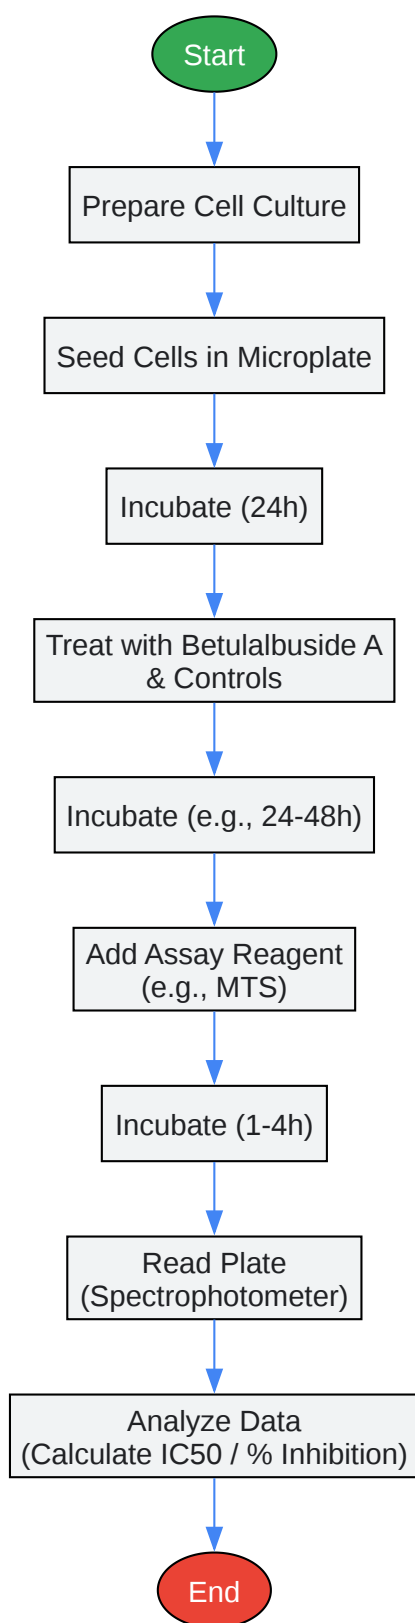 Start
Prepare Cell Culture
Seed Cells in Microplate
Incubate (24h)
Treat with Betulalbuside A
& Controls
Incubate (e.g., 24-48h)
Add Assay Reagent
(e.g., MTS)
Incubate (1-4h)
Read Plate
(Spectrophotometer)
Analyze Data
(Calculate IC50 / % Inhibition)
End